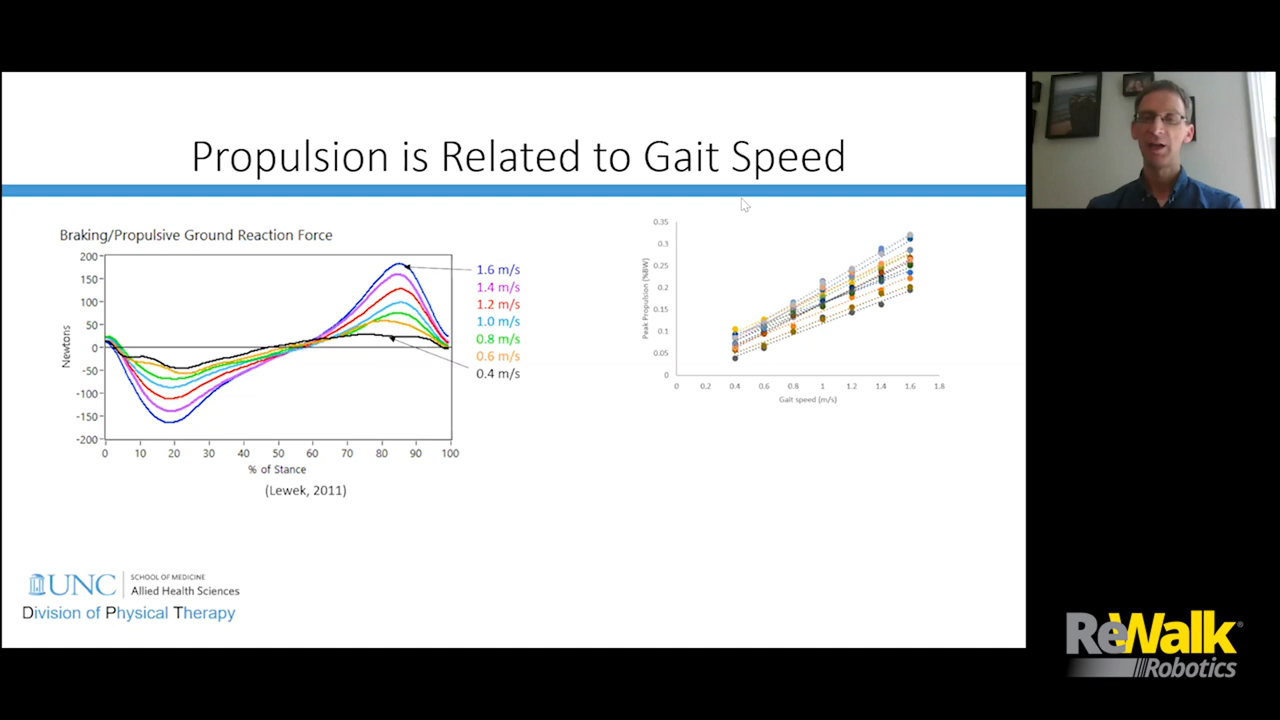 Propulsion is Related to Gait Speed
Braking/Propulsive Ground Reaction Force
200
150
100
50
0
-50
-100
-150
-200
Newtons
0 10 20 30 40 50 60 70 80 90 100
% of Stance
(Lewek, 2011)
1.6 m/s
1.4 m/s
1.2 m/s
1.0 m/s
0.8 m/s
0.6 m/s
0.4 m/s
0.35
0.3
0.25
0.2
0.15
0.1
0.05
0
Peak Propulsion (%BW)
0 0.2 0.4 0.6 0.8 1 1.2 1.4 1.6 1.8
Gait speed (m/s)
UNC
SCHOOL OF MEDICINE
Allied Health Sciences
Division of Physical Therapy
ReWalk
Robotics